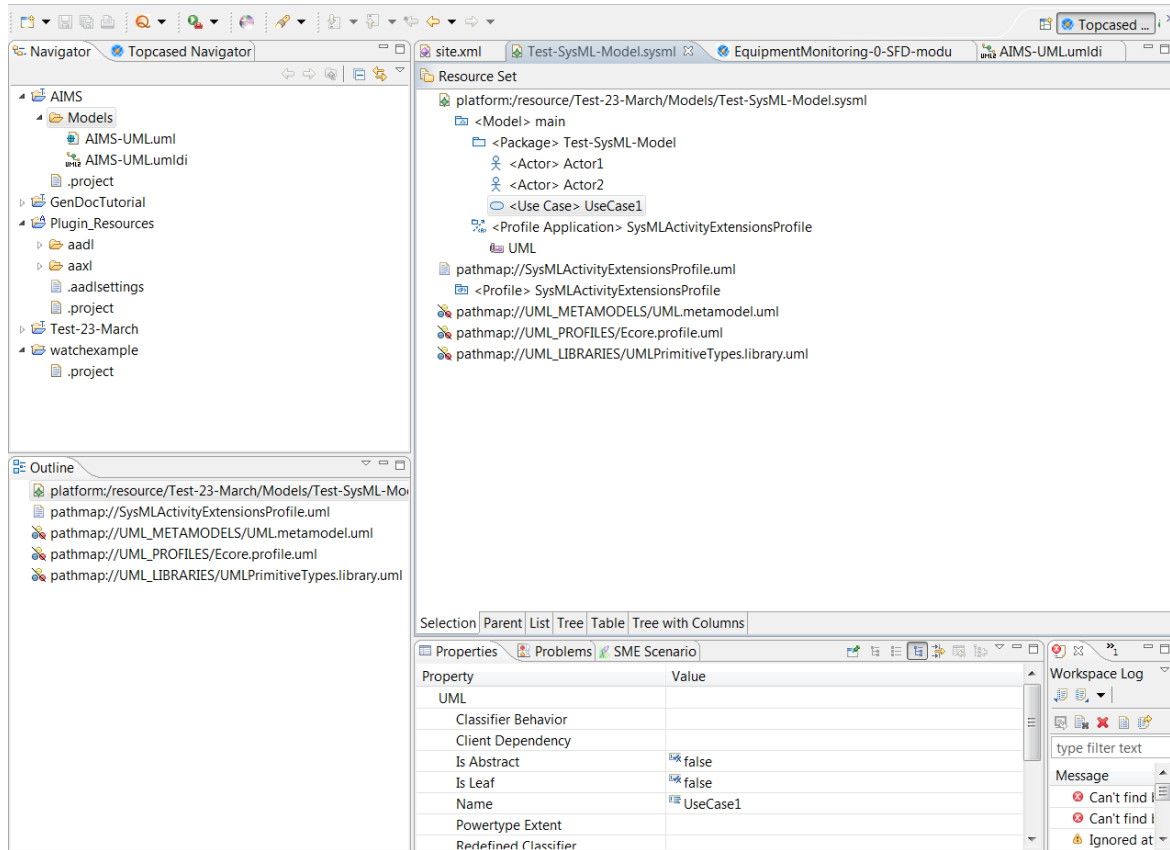 Topcased ...
Navigator
Topcased Navigator
AIMS
Models
AIMS-UML.uml
AIMS-UML.umldi
.project
GenDocTutorial
Plugin_Resources
aadl
aaxl
.aadlsettings
.project
Test-23-March
watchexample
.project
Outline
platform:/resource/Test-23-March/Models/Test-SysML-Mo
pathmap://SysMLActivityExtensionsProfile.uml
pathmap://UML_METAMODELS/UML.metamodel.uml
pathmap://UML_PROFILES/Ecore.profile.uml
pathmap://UML_LIBRARIES/UMLPrimitiveTypes.library.uml
site.xml
Test-SysML-Model.sysml
EquipmentMonitoring-0-SFD-modu
AIMS-UML.umldi
Resource Set
platform:/resource/Test-23-March/Models/Test-SysML-Model.sysml
<Model> main
<Package> Test-SysML-Model
<Actor> Actor1
<Actor> Actor2
<Use Case> UseCase1
<Profile Application> SysMLActivityExtensionsProfile
UML
pathmap://SysMLActivityExtensionsProfile.uml
<Profile> SysMLActivityExtensionsProfile
pathmap://UML_METAMODELS/UML.metamodel.uml
pathmap://UML_PROFILES/Ecore.profile.uml
pathmap://UML_LIBRARIES/UMLPrimitiveTypes.library.uml
Selection Parent List Tree Table Tree with Columns
Properties Problems SME Scenario
Property Value
UML
Classifier Behavior
Client Dependency
Is Abstract false
Is Leaf false
Name UseCase1
Powertype Extent
Redefined Classifier
»1
Workspace Log
type filter text
Message
Can't find
Can't find
Ignored at